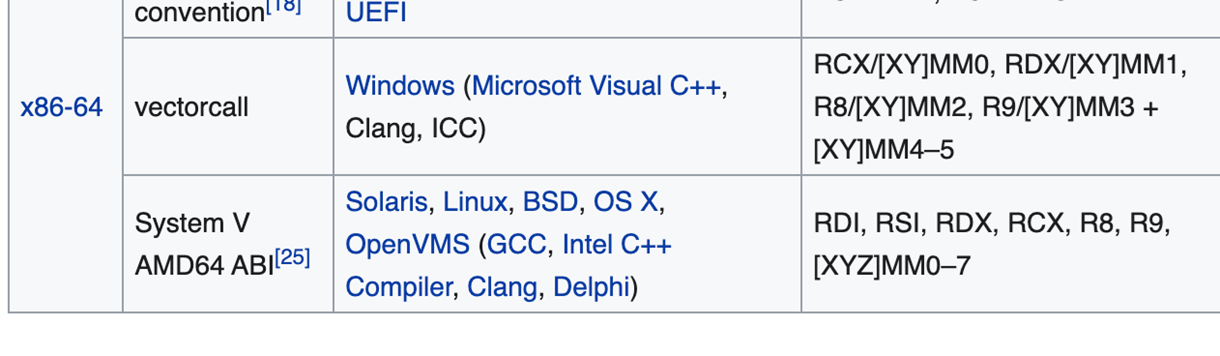 convention[18]
UEFI
x86-64
vectorcall
Windows (Microsoft Visual C++,
Clang, ICC)
RCX/[XY]MM0, RDX/[XY]MM1,
R8/[XY]MM2, R9/[XY]MM3 +
[XY]MM4–5
System V
AMD64 ABI[25]
Solaris, Linux, BSD, OS X,
OpenVMS (GCC, Intel C++
Compiler, Clang, Delphi)
RDI, RSI, RDX, RCX, R8, R9,
[XYZ]MM0–7